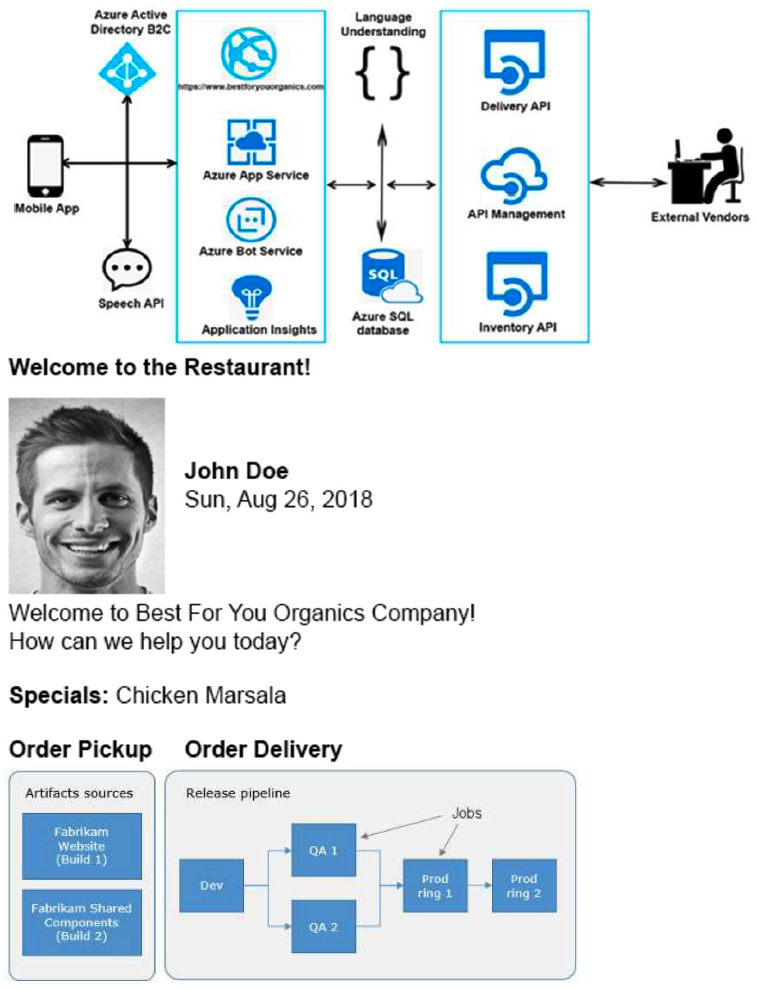 Azure Active
Directory B2C
https://www.bestforyouorganics.com
Language
Understanding
Delivery API
Mobile App
Azure App Service
API Management
External Vendors
Speech API
Azure Bot Service
SQL
Azure SQL
database
Application Insights
Inventory API
Welcome to the Restaurant!
John Doe
Sun, Aug 26, 2018
Welcome to Best For You Organics Company!
How can we help you today?
Specials: Chicken Marsala
Order Pickup
Order Delivery
Artifacts sources
Fabrikam
Website
(Build 1)
Fabrikam Shared
Components
(Build 2)
Release pipeline
Jobs
Dev
QA 1
QA 2
Prod
ring 1
Prod
ring 2